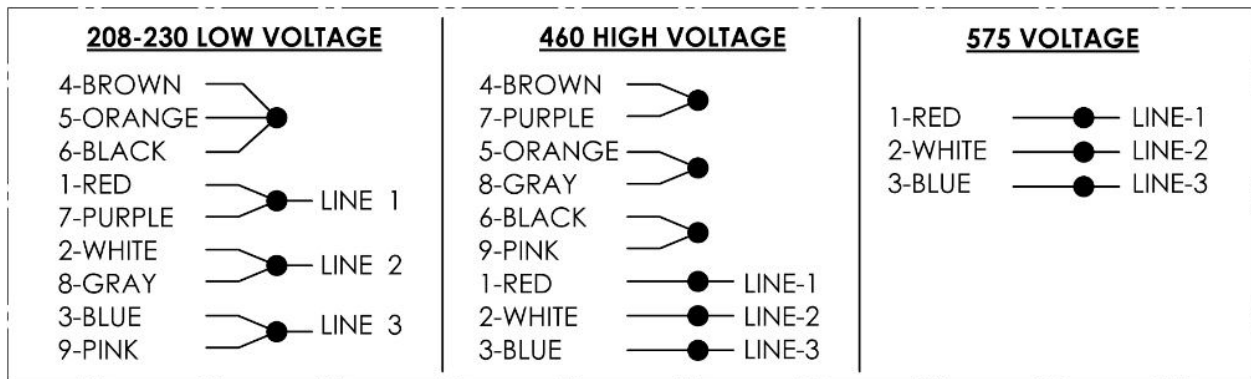 208-230 LOW VOLTAGE
4-BROWN
5-ORANGE
6-BLACK
1-RED
7-PURPLE
LINE 1
2-WHITE
8-GRAY
LINE 2
3-BLUE
9-PINK
LINE 3
460 HIGH VOLTAGE
4-BROWN
7-PURPLE
5-ORANGE
8-GRAY
6-BLACK
9-PINK
1-RED LINE-1
2-WHITE LINE-2
3-BLUE LINE-3
575 VOLTAGE
1-RED LINE-1
2-WHITE LINE-2
3-BLUE LINE-3